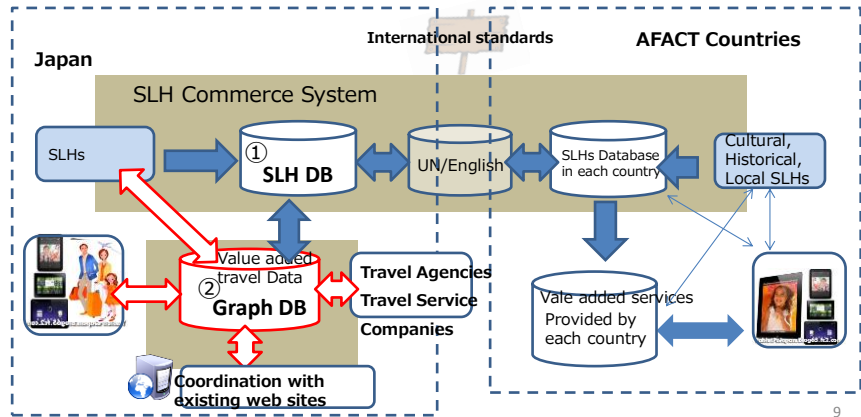 International standards
AFACT Countries
Japan
SLH Commerce System
SLHs
①
SLH DB
UN/English
SLHs Database
in each country
Cultural,
Historical,
Local SLHs
Value added
travel Data
②
Graph DB
Travel Agencies
Travel Service
Companies
Vale added services
Provided by
each country
Coordination with
existing web sites
9